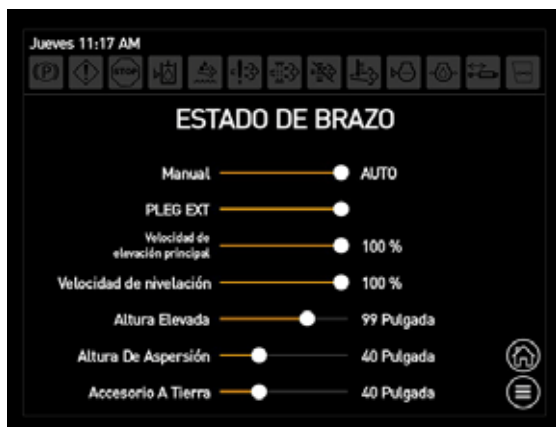 Jueves 11:17 AM
(P) STOP
ESTADO DE BRAZO
Manual AUTO
PLEG EXT
Velocidad de
elevación principal 100 %
Velocidad de nivelación 100 %
Altura Elevada 99 Pulgada
Altura De Aspersión 40 Pulgada
Accesorio A Tierra 40 Pulgada